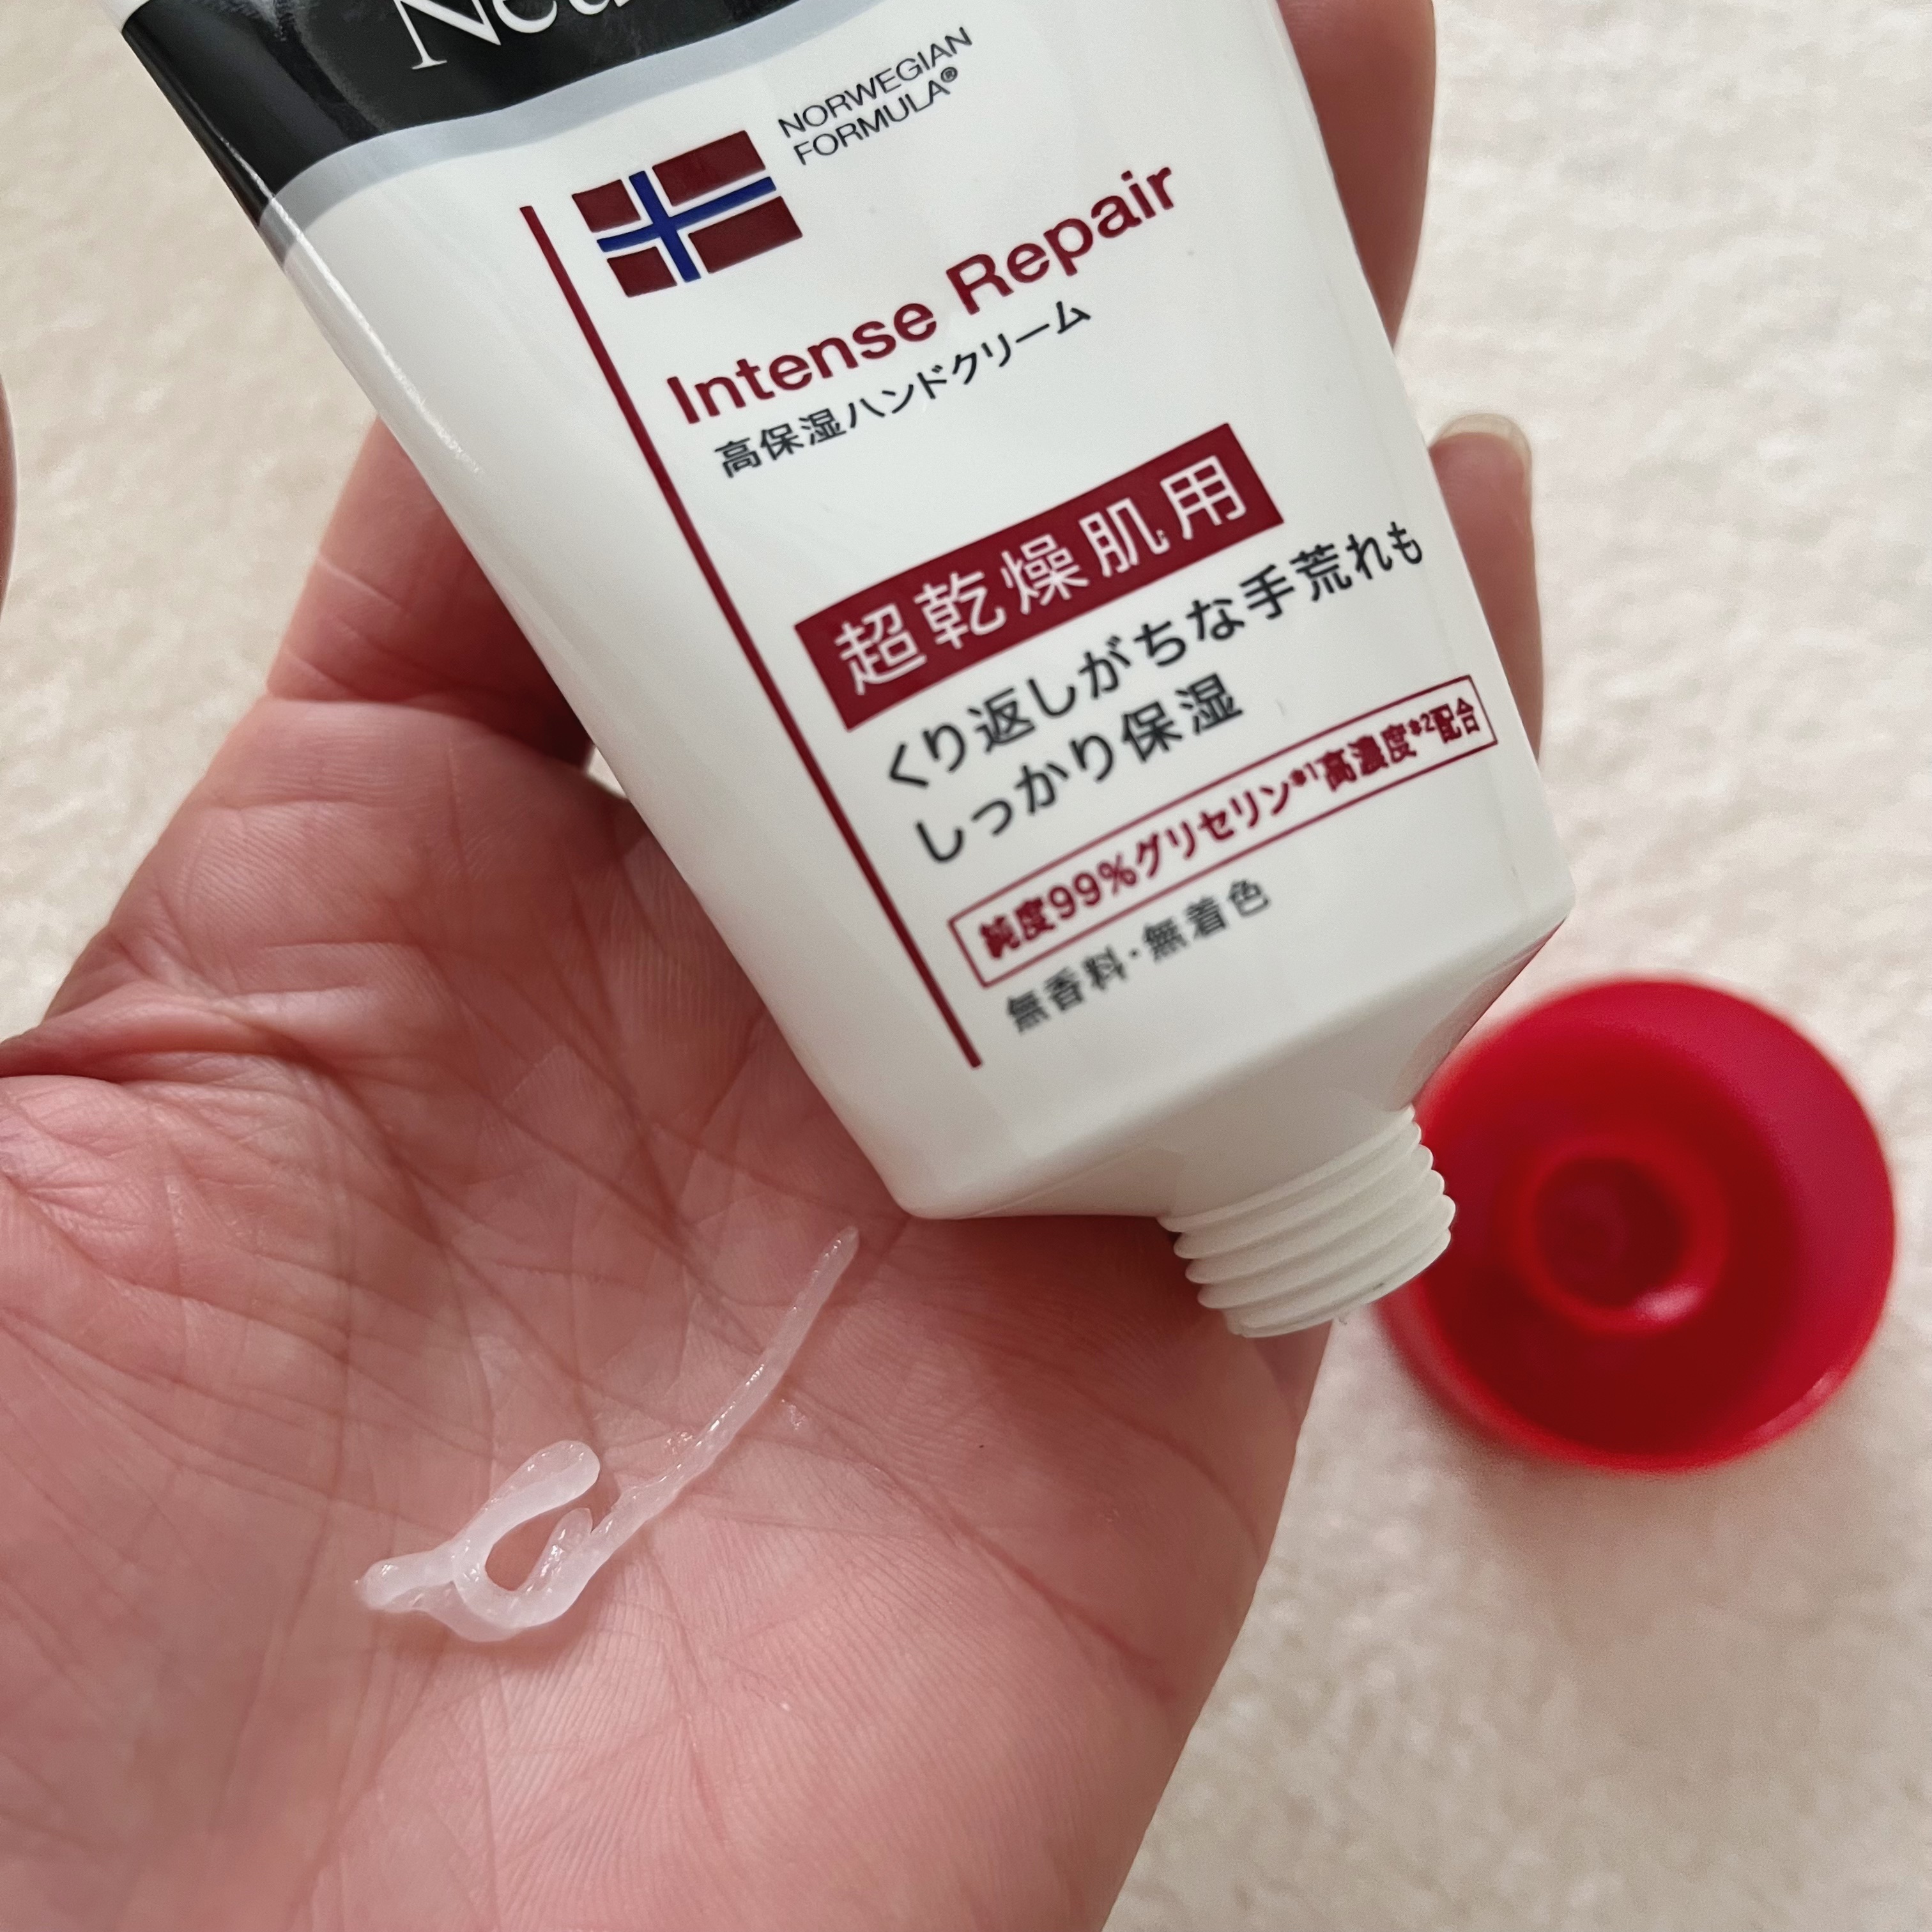 NORWEGIAN
FORMULA®
Intense Repair
高保湿ハンドクリーム
超乾燥肌用
くり返しがちな手荒れも
しっかり保湿
純度99%グリセリン*1高濃度*2配合
無香料・無着色